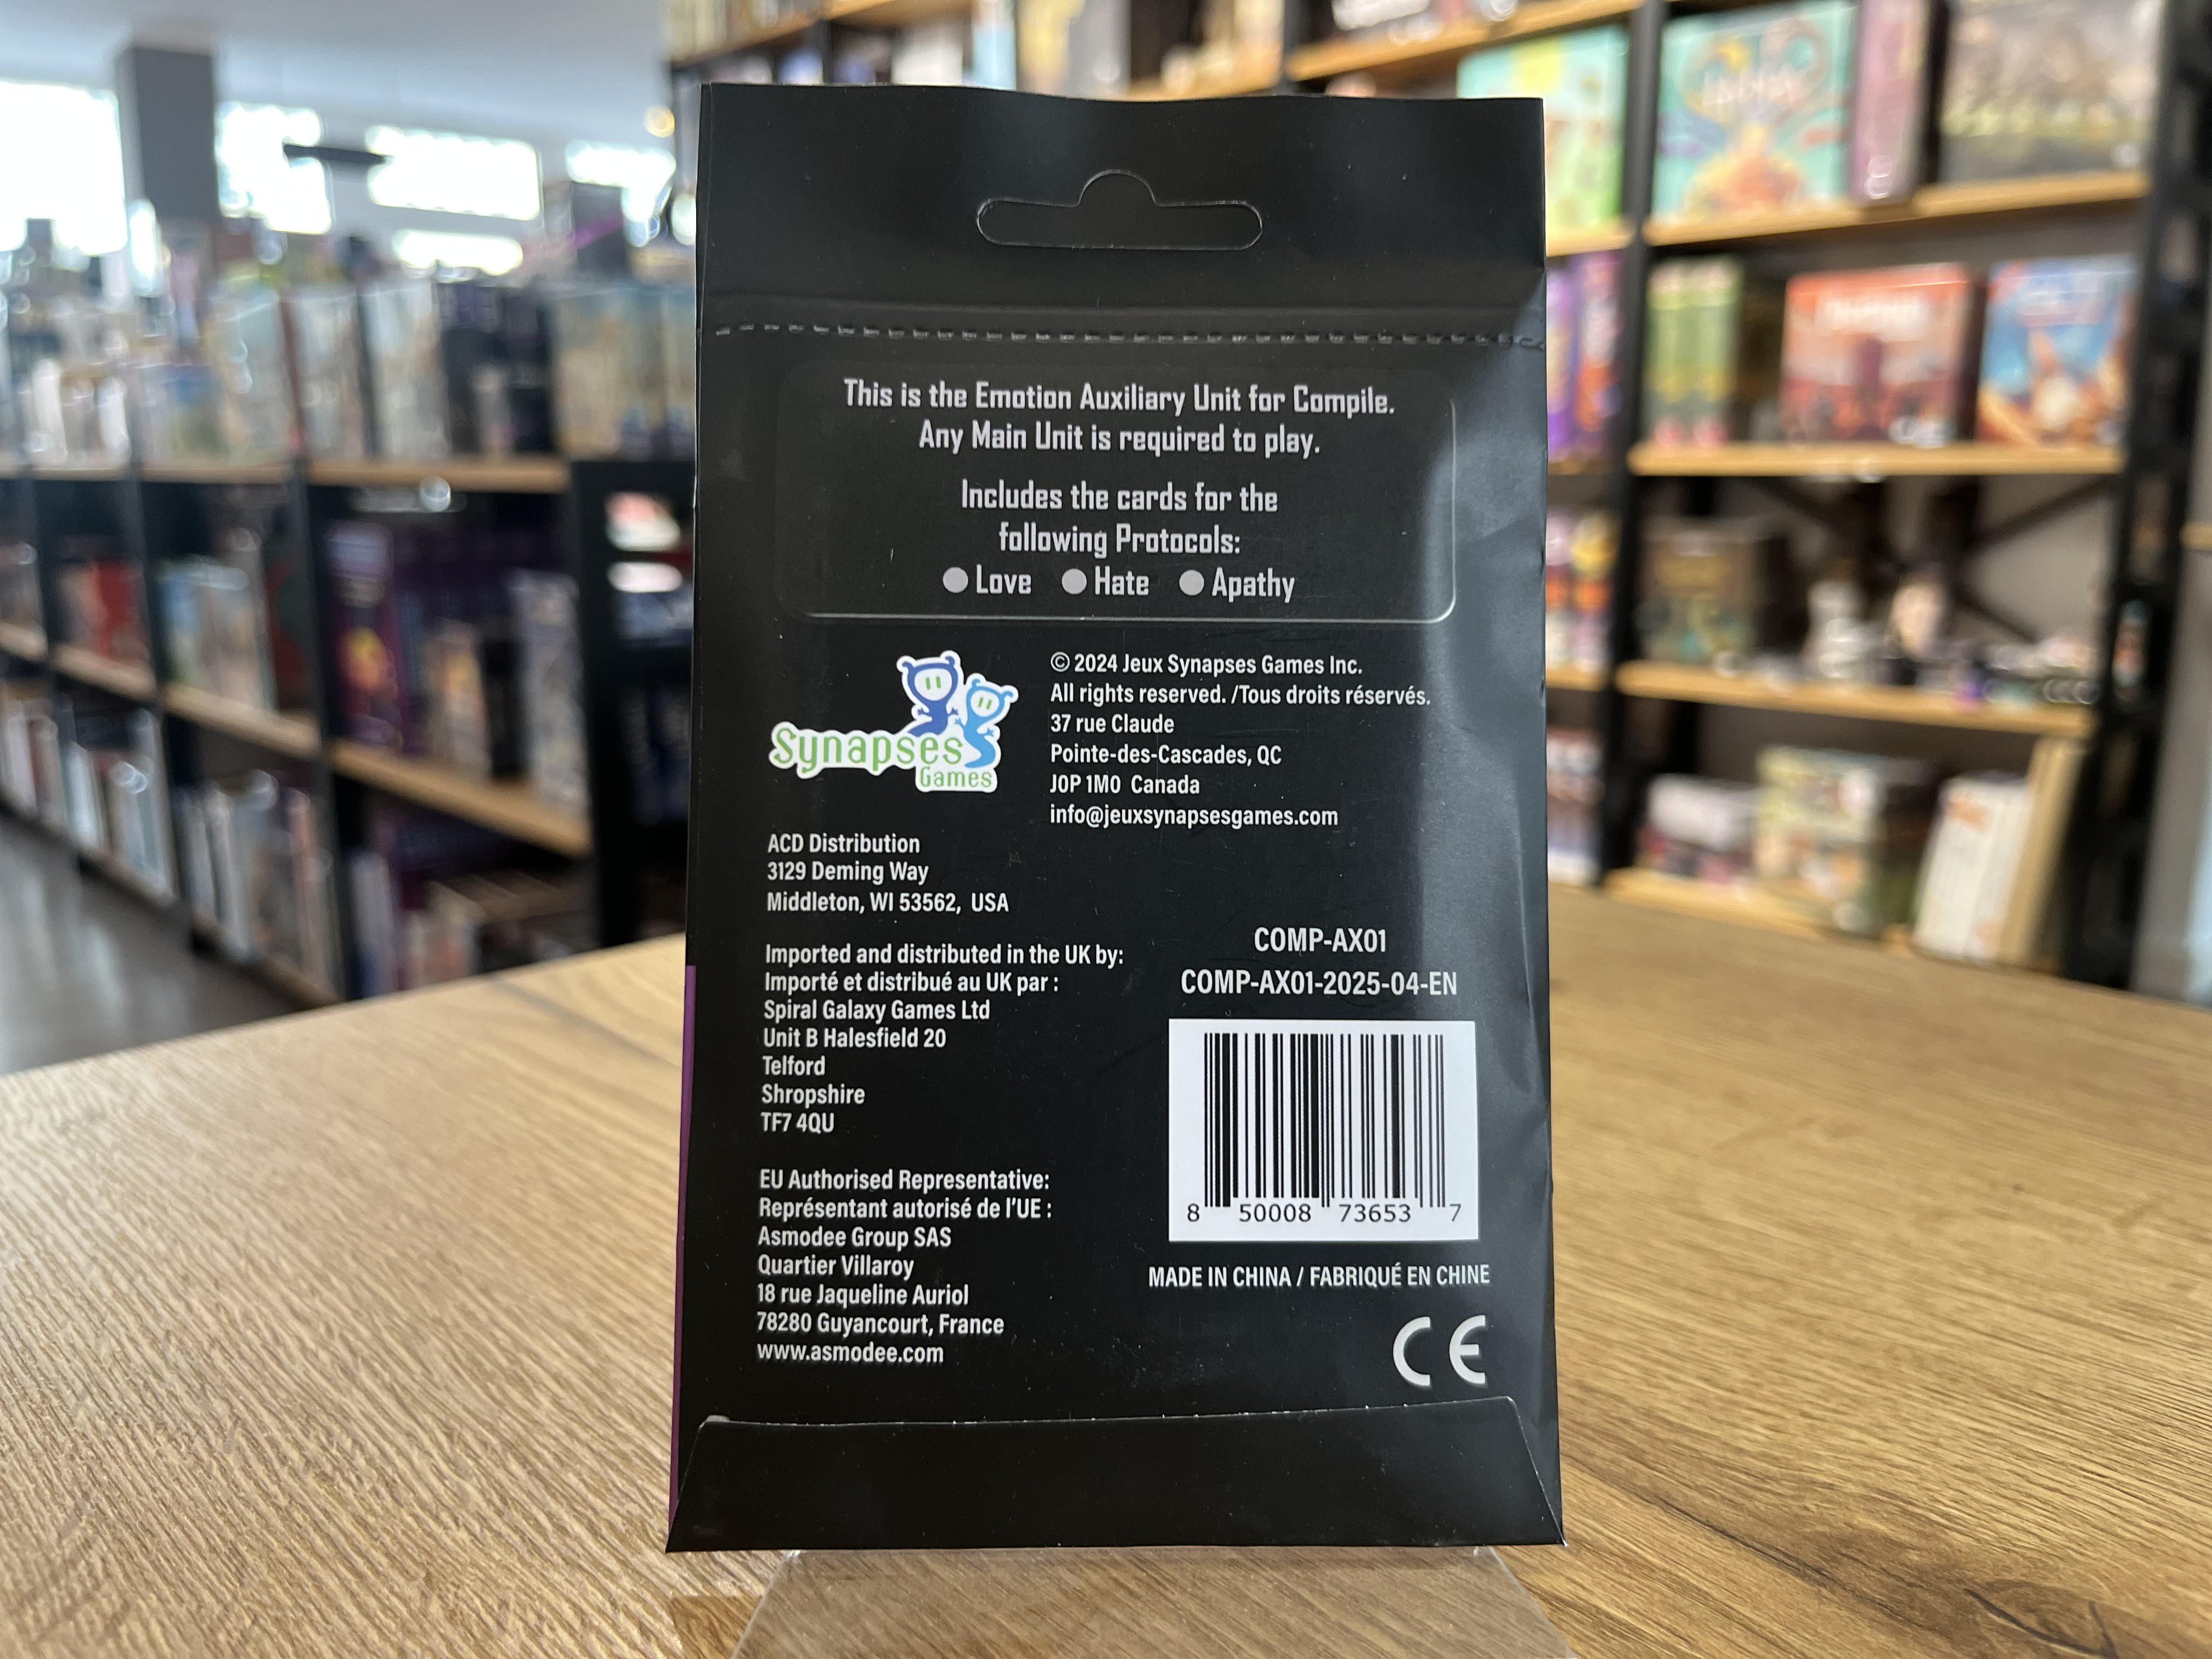 This is the Emotion Auxiliary Unit for Compile.
Any Main Unit is required to play.
Includes the cards for the
following Protocols:
Love Hate Apathy
Synapses
Games
© 2024 Jeux Synapses Games Inc.
All rights reserved. /Tous droits réservés.
37 rue Claude
Pointe-des-Cascades, QC
J0P 1M0 Canada
info@jeuxsynapsesgames.com
ACD Distribution
3129 Deming Way
Middleton, WI 53562, USA
Imported and distributed in the UK by:
Importé et distribué au UK par :
Spiral Galaxy Games Ltd
Unit B Halesfield 20
Telford
Shropshire
TF7 4QU
EU Authorised Representative:
Représentant autorisé de l'UE :
Asmodee Group SAS
Quartier Villaroy
18 rue Jaqueline Auriol
78280 Guyancourt, France
www.asmodee.com
COMP-AX01
COMP-AX01-2025-04-EN
8 50008 73653 7
MADE IN CHINA / FABRIQUÉ EN CHINE
CE